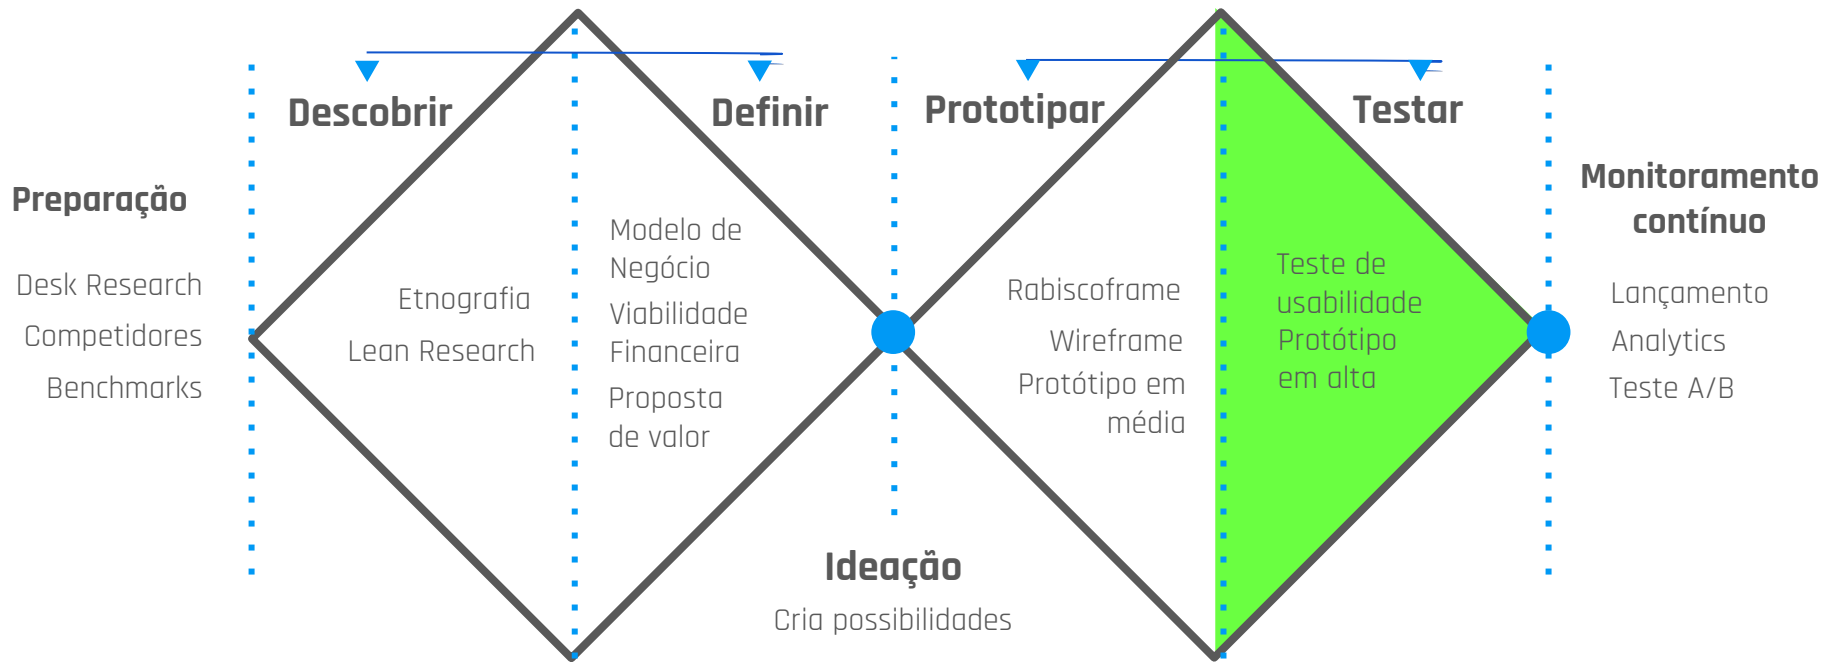 Preparação
Desk Research
Competidores
Benchmarks
Descobrir
Etnografia
Lean Research
Definir
Modelo de
Negócio
Viabilidade
Financeira
Proposta
de valor
Ideação
Cria possibilidades
Prototipar
Rabiscoframe
Wireframe
Protótipo em
média
Testar
Teste de
usabilidade
Protótipo
em alta
Monitoramento
contínuo
Lançamento
Analytics
Teste A/B